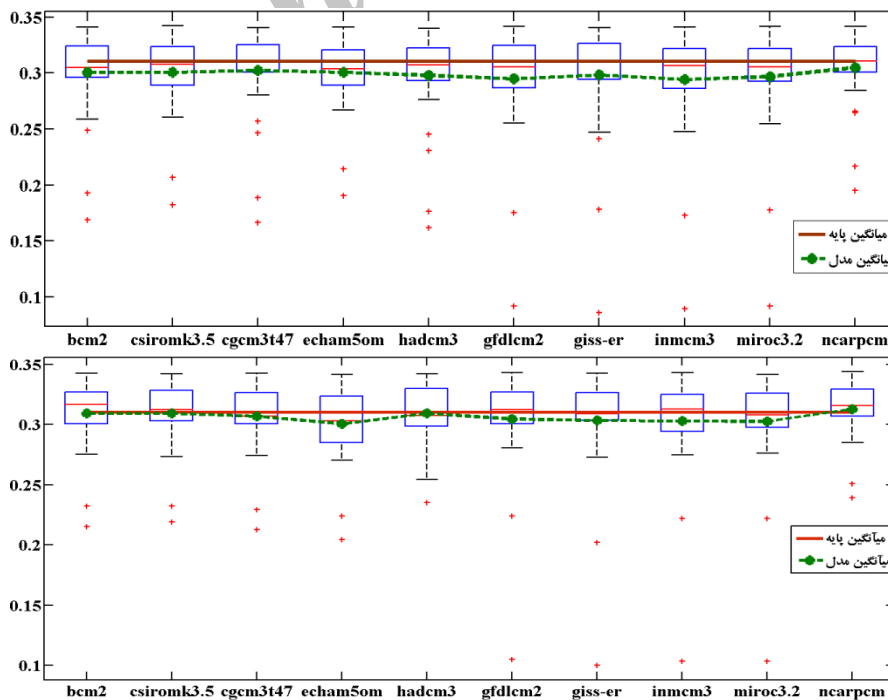 0.35
0.3
0.25
0.2
0.15
0.1
میانگین پایه
میانگین مدل
bcm2 csiromk3.5 cgcm3t47 echam5om hadcm3 gfdlcm2 giss-er inmcm3 miroc3.2 ncarpcm
0.35
0.3
0.25
0.2
0.15
0.1
میآنگین پایه
میآنگین مدل
bcm2 csiromk3.5 cgcm3t47 echam5om hadcm3 gfdlcm2 giss-er inmcm3 miroc3.2 ncarpcm